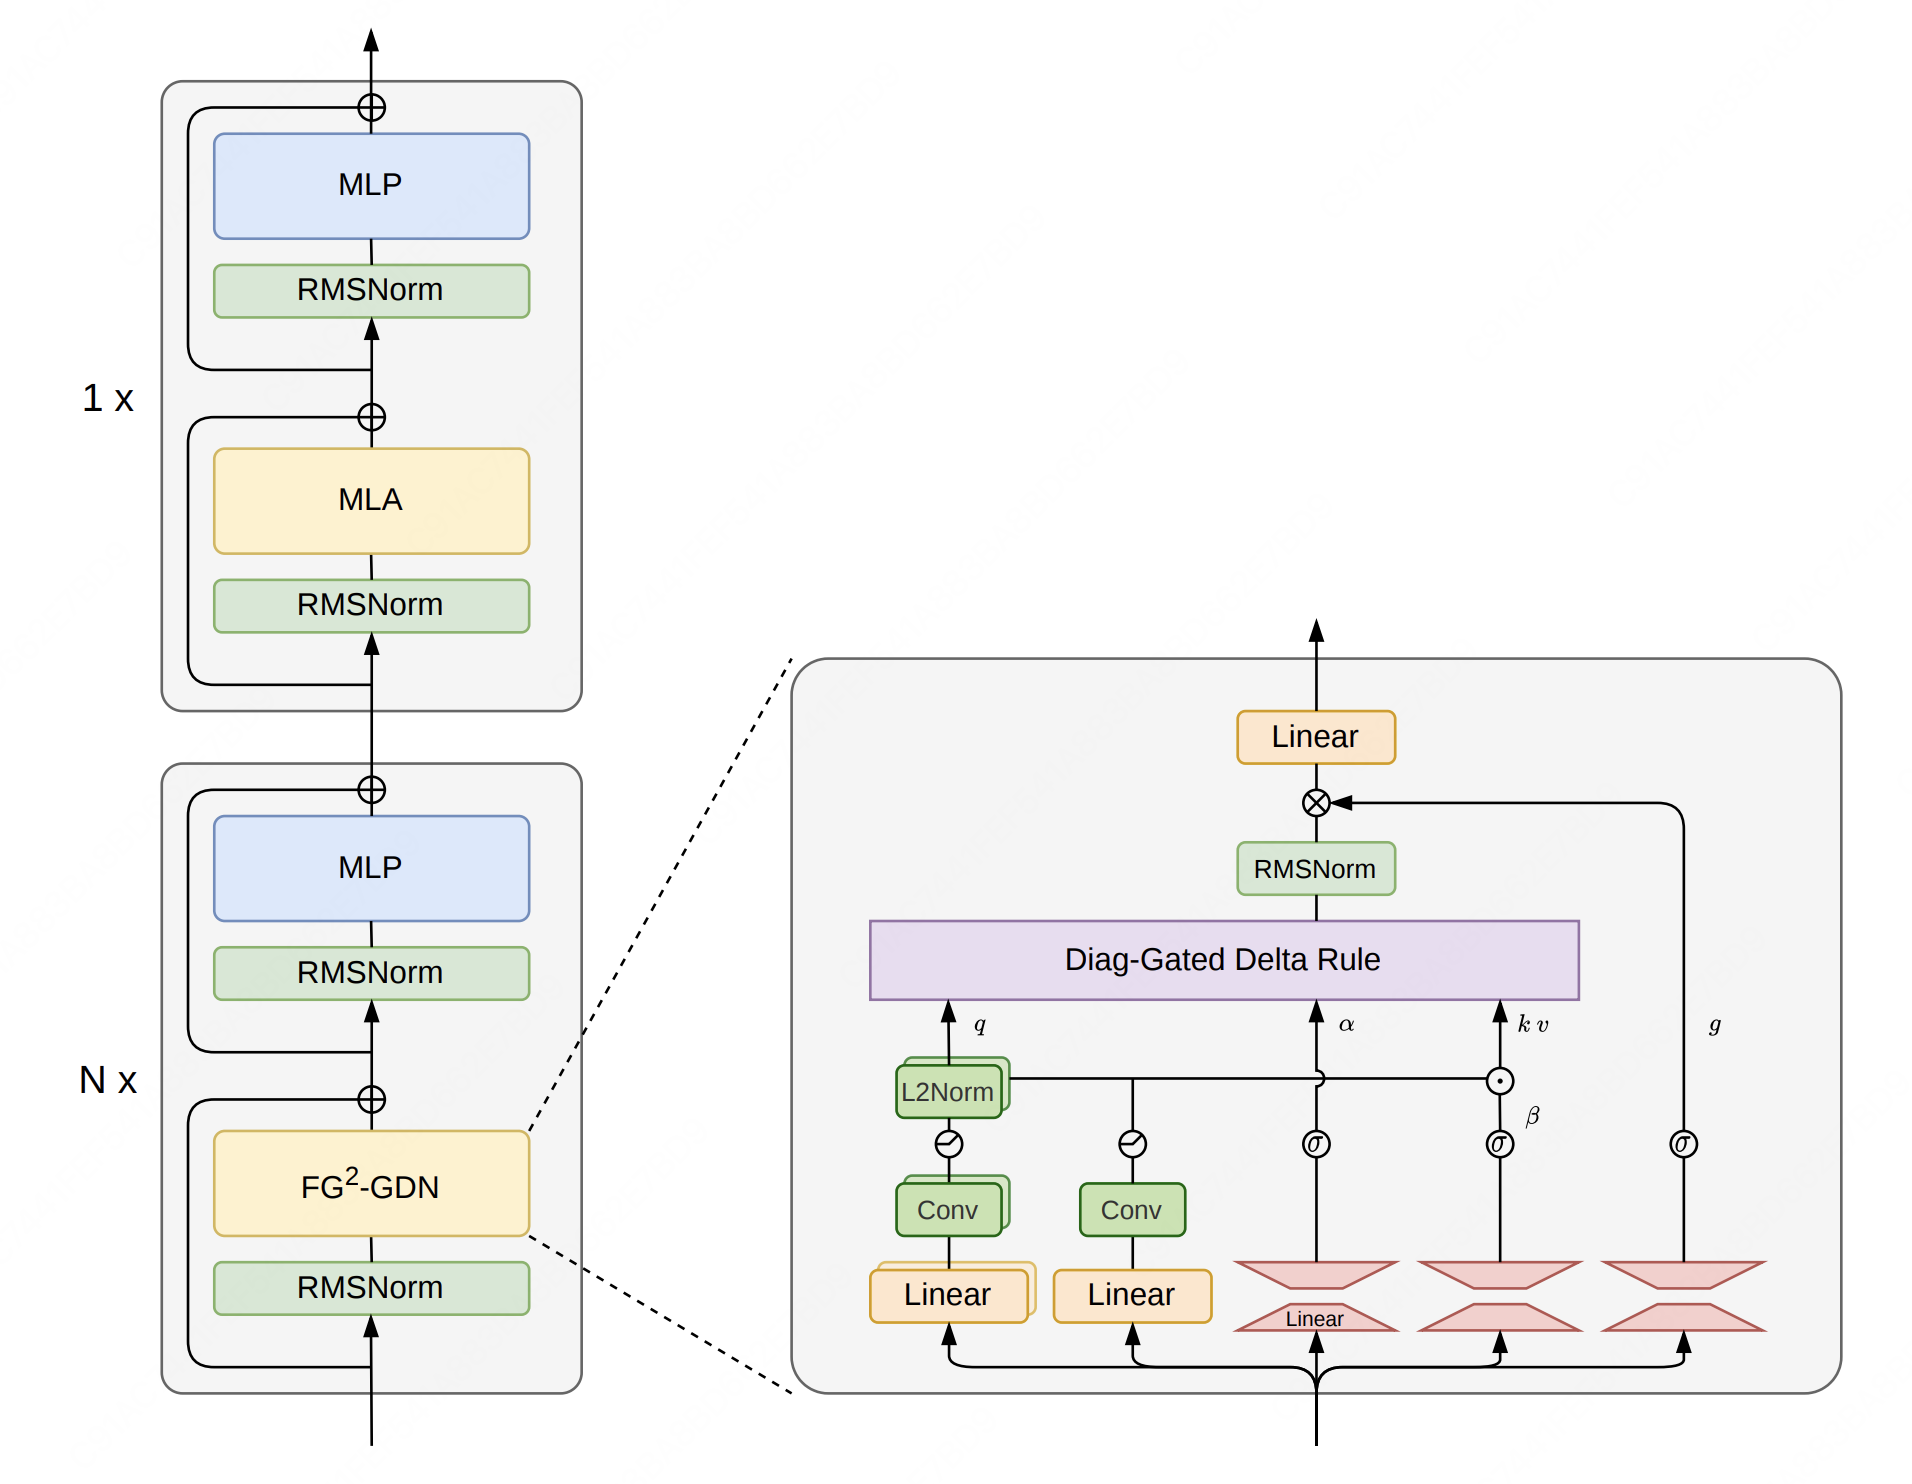 MLP
RMSNorm
1 x
MLA
RMSNorm
MLP
RMSNorm
N x
FG²-GDN
RMSNorm
Linear
RMSNorm
Diag-Gated Delta Rule
q
α
k v
g
L2Norm
β
σ
σ
σ
Conv
Conv
Linear
Linear
Linear